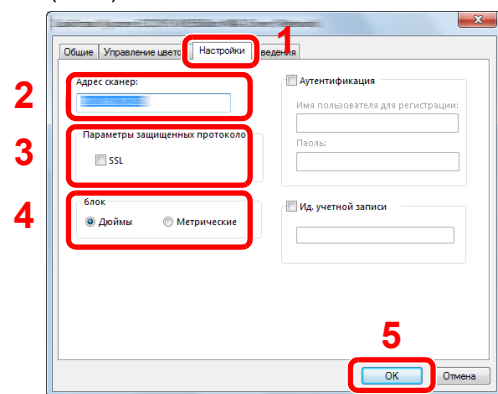 1
Общие Управление цвето Настройки ведения
2
Адрес сканер:
Аутентификация
Имя пользователя для регистрации:
Паоль:
3
Параметры защищенных протоколо
SSL
4
блок
Дюймы Метрические
Ид. учетной записи
5
OK Отмена